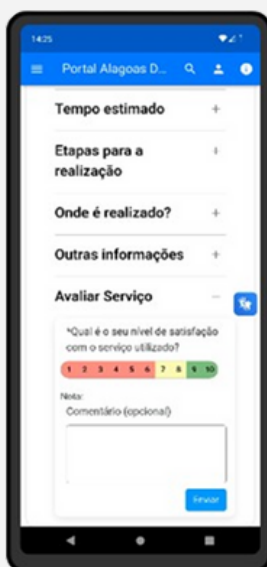 14:25
Portal Alagoas D...
Tempo estimado
Etapas para a
realização
Onde é realizado?
Outras informações
Avaliar Serviço
*Qual é o seu nível de satisfação
com o serviço utilizado?
1 2 3 4 5 6 7 8 9 10
Nota:
Comentário (opcional)
Enviar